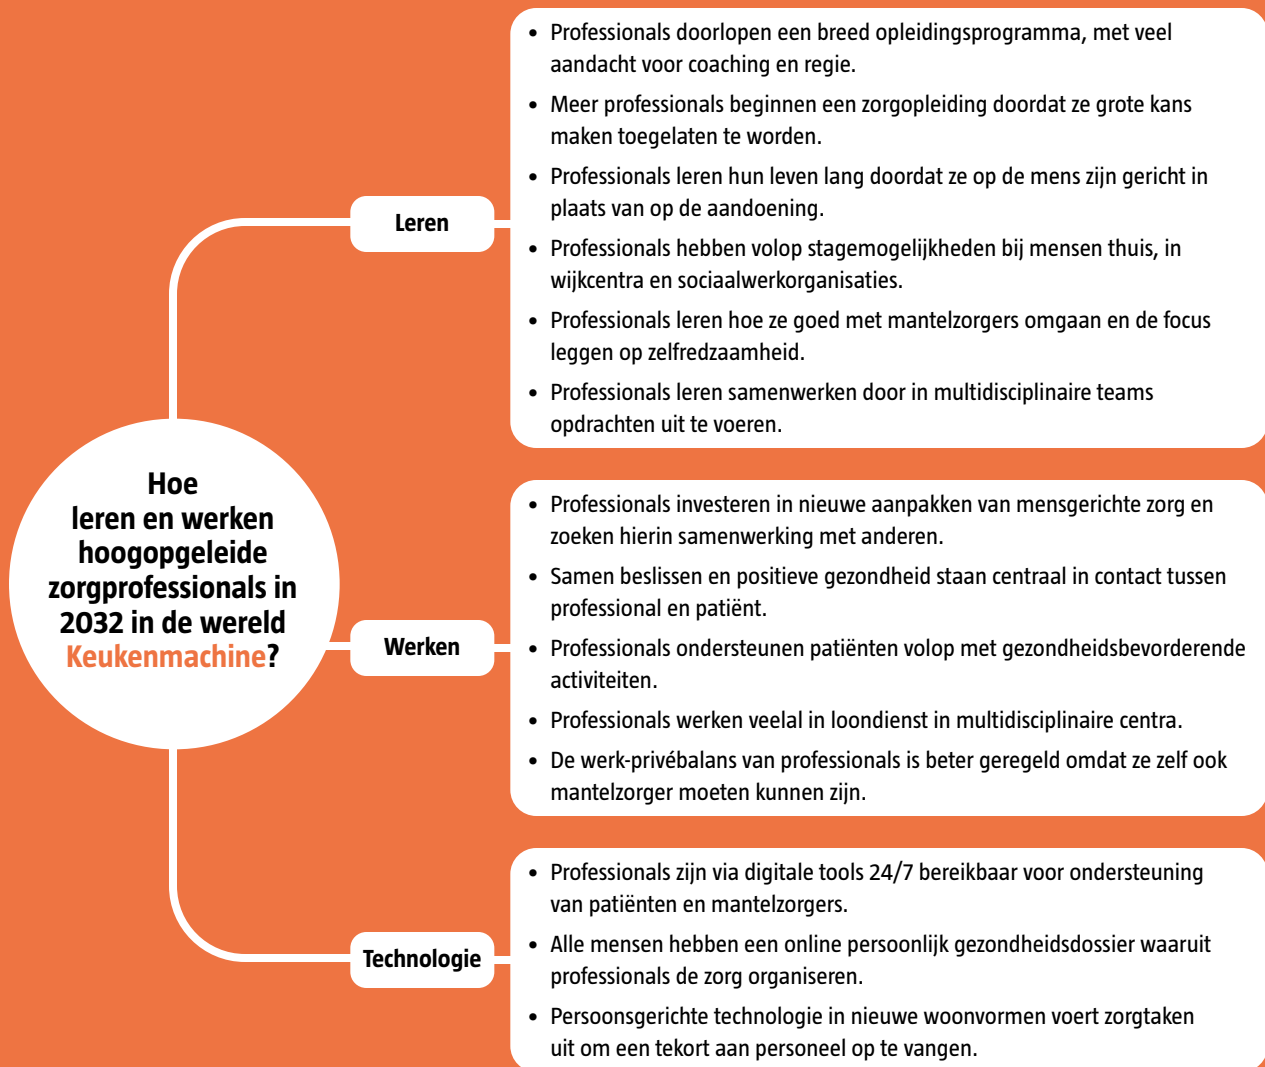 • Professionals doorlopen een breed opleidingsprogramma, met veel
aandacht voor coaching en regie.
• Meer professionals beginnen een zorgopleiding doordat ze grote kans
maken toegelaten te worden.
• Professionals leren hun leven lang doordat ze op de mens zijn gericht in
plaats van op de aandoening.
Leren
• Professionals hebben volop stagemogelijkheden bij mensen thuis, in
wijkcentra en sociaalwerkorganisaties.
• Professionals leren hoe ze goed met mantelzorgers omgaan en de focus
leggen op zelfredzaamheid.
• Professionals leren samenwerken door in multidisciplinaire teams
opdrachten uit te voeren.
Hoe
leren en werken
hoogopgeleide
zorgprofessionals in
2032 in de wereld
Keukenmachine?
• Professionals investeren in nieuwe aanpakken van mensgerichte zorg en
zoeken hierin samenwerking met anderen.
• Samen beslissen en positieve gezondheid staan centraal in contact tussen
professional en patiënt.
Werken
• Professionals ondersteunen patiënten volop met gezondheidsbevorderende
activiteiten.
• Professionals werken veelal in loondienst in multidisciplinaire centra.
• De werk-privébalans van professionals is beter geregeld omdat ze zelf ook
mantelzorger moeten kunnen zijn.
• Professionals zijn via digitale tools 24/7 bereikbaar voor ondersteuning
van patiënten en mantelzorgers.
Technologie
• Alle mensen hebben een online persoonlijk gezondheidsdossier waaruit
professionals de zorg organiseren.
• Persoonsgerichte technologie in nieuwe woonvormen voert zorgtaken
uit om een tekort aan personeel op te vangen.